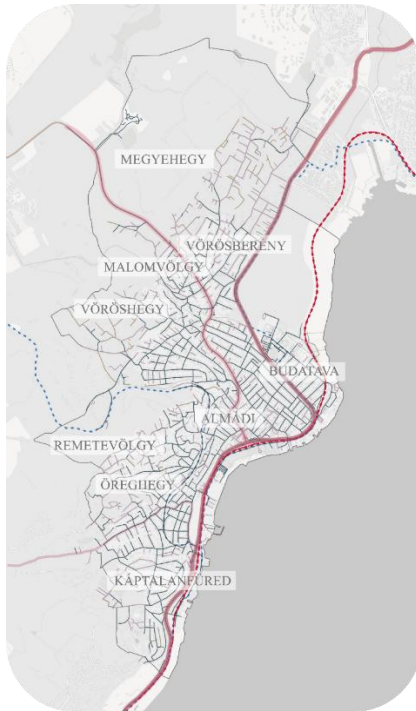 MEGYEHEGY
VÖRÖSBERÉNY
MALOMVÖLGY
VÖRÖSHEGY
BUDATAVA
ALMÁDI
REMETEVÖLGY
ÖREGHEGY
KÁPTALANFÜRED